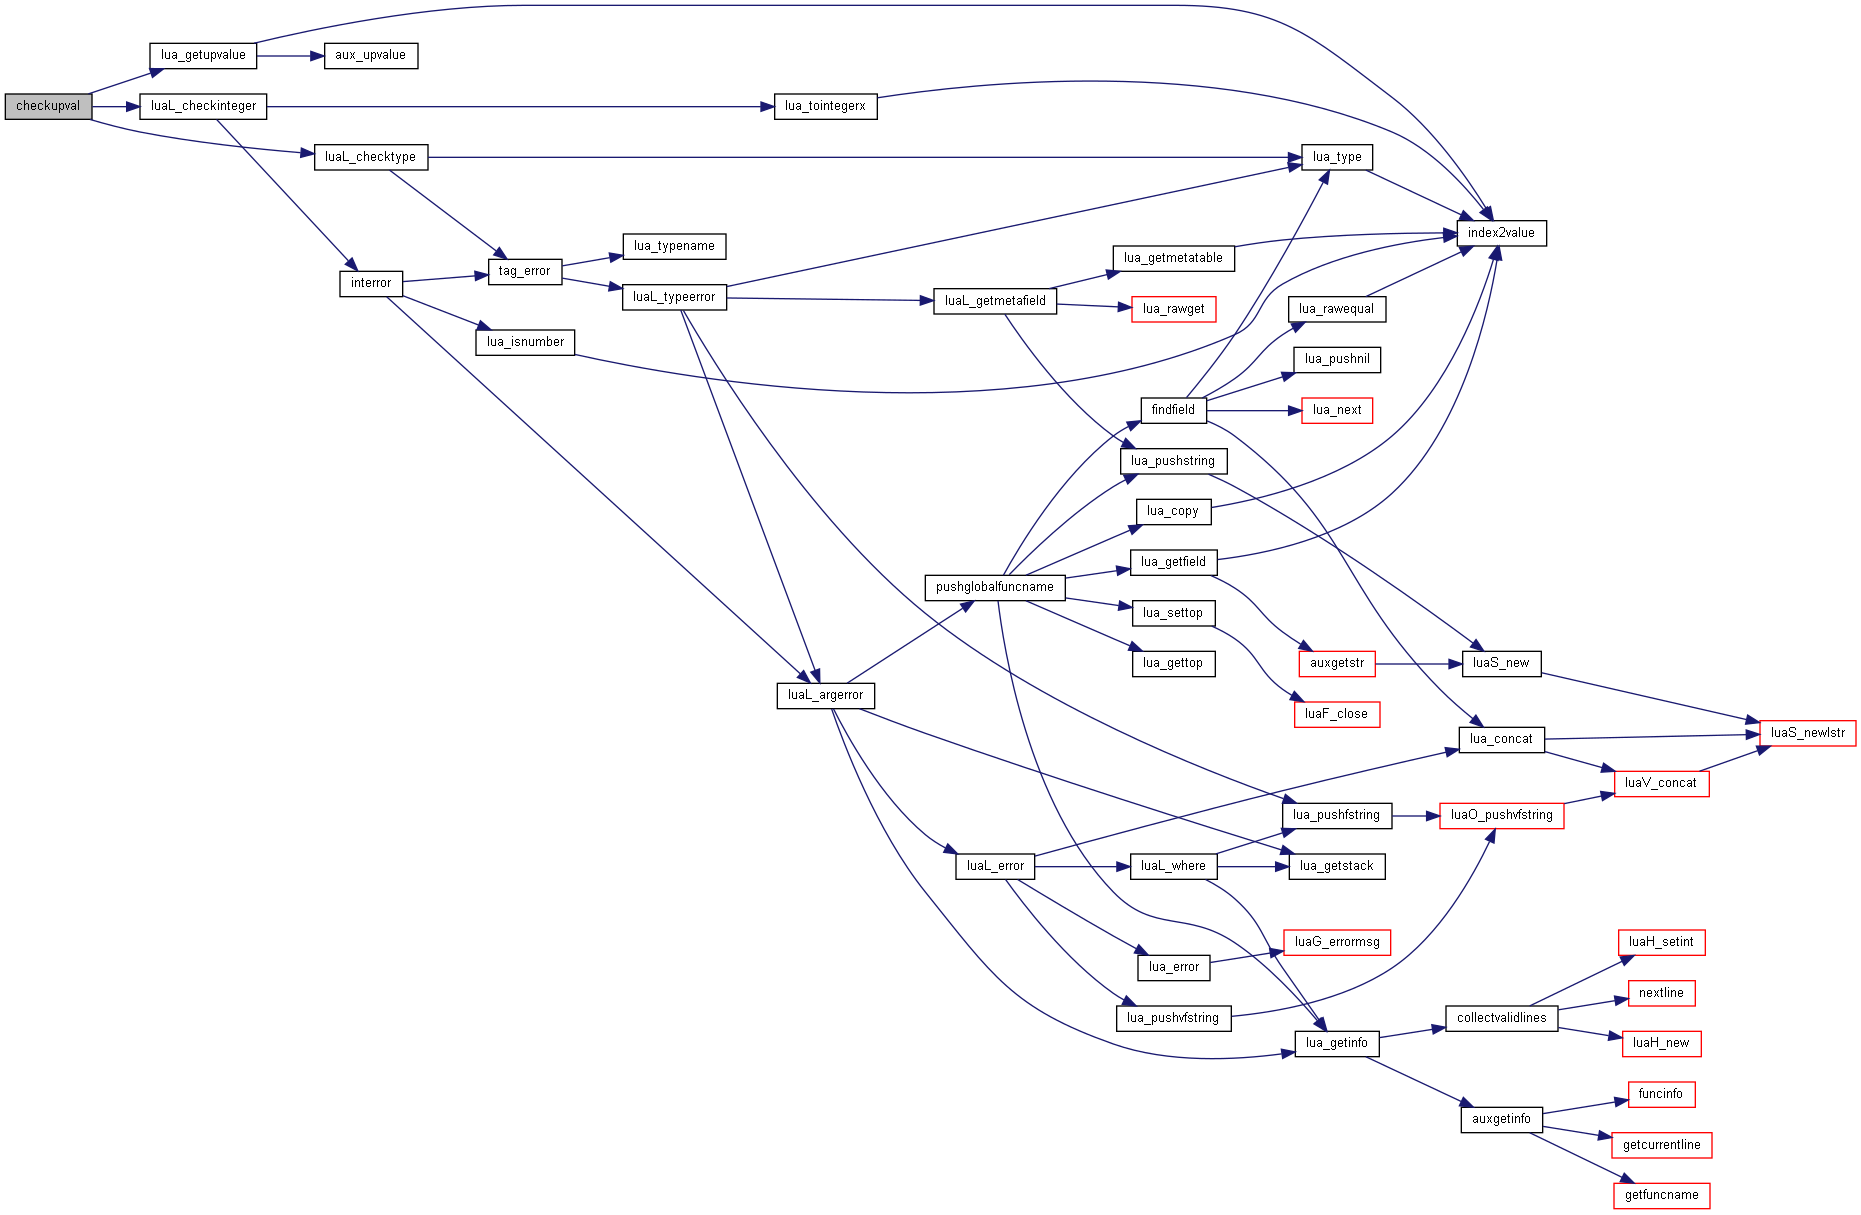 lua_getupvalue
aux_upvalue
checkupval
luaL_checkinteger
lua_tointegerx
luaL_checktype
lua_type
index2value
lua_typename
lua_getmetatable
tag_error
interror
luaL_typeerror
luaL_getmetafield
lua_rawget
lua_rawequal
lua_isnumber
lua_pushnil
findfield
lua_next
lua_pushstring
lua_copy
lua_getfield
pushglobalfuncname
lua_settop
lua_gettop
auxgetstr
luaS_new
luaL_argerror
luaF_close
luaS_newlstr
lua_concat
luaV_concat
lua_pushfstring
luaO_pushvfstring
luaL_error
luaL_where
lua_getstack
luaG_errormsg
luaH_setint
lua_error
nextline
lua_pushvfstring
collectvalidlines
lua_getinfo
luaH_new
funcinfo
auxgetinfo
getcurrentline
getfuncname